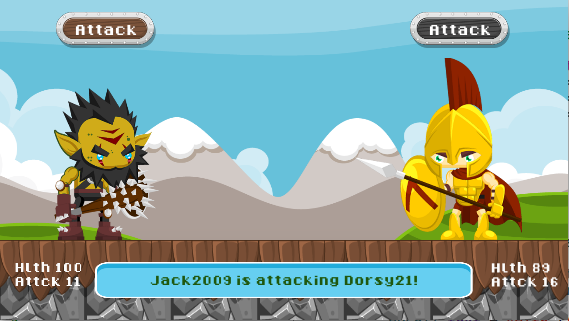 Attack
Attack
Hlth 100
Attck 11
Jack2009 is attacking Dorsy21!
Hlth 89
Attck 16